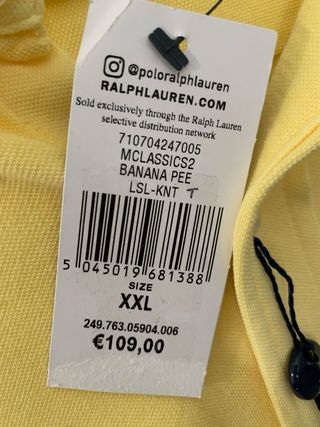 @poloralphlauren
RALPHLAUREN.COM
Sold exclusively through the Ralph Lauren
selective distribution network
710704247005
MCLASSICS2
BANANA PEE
LSL-KNT T
5 045019 681388
SIZE
XXL
249.763.05904.006
€109,00